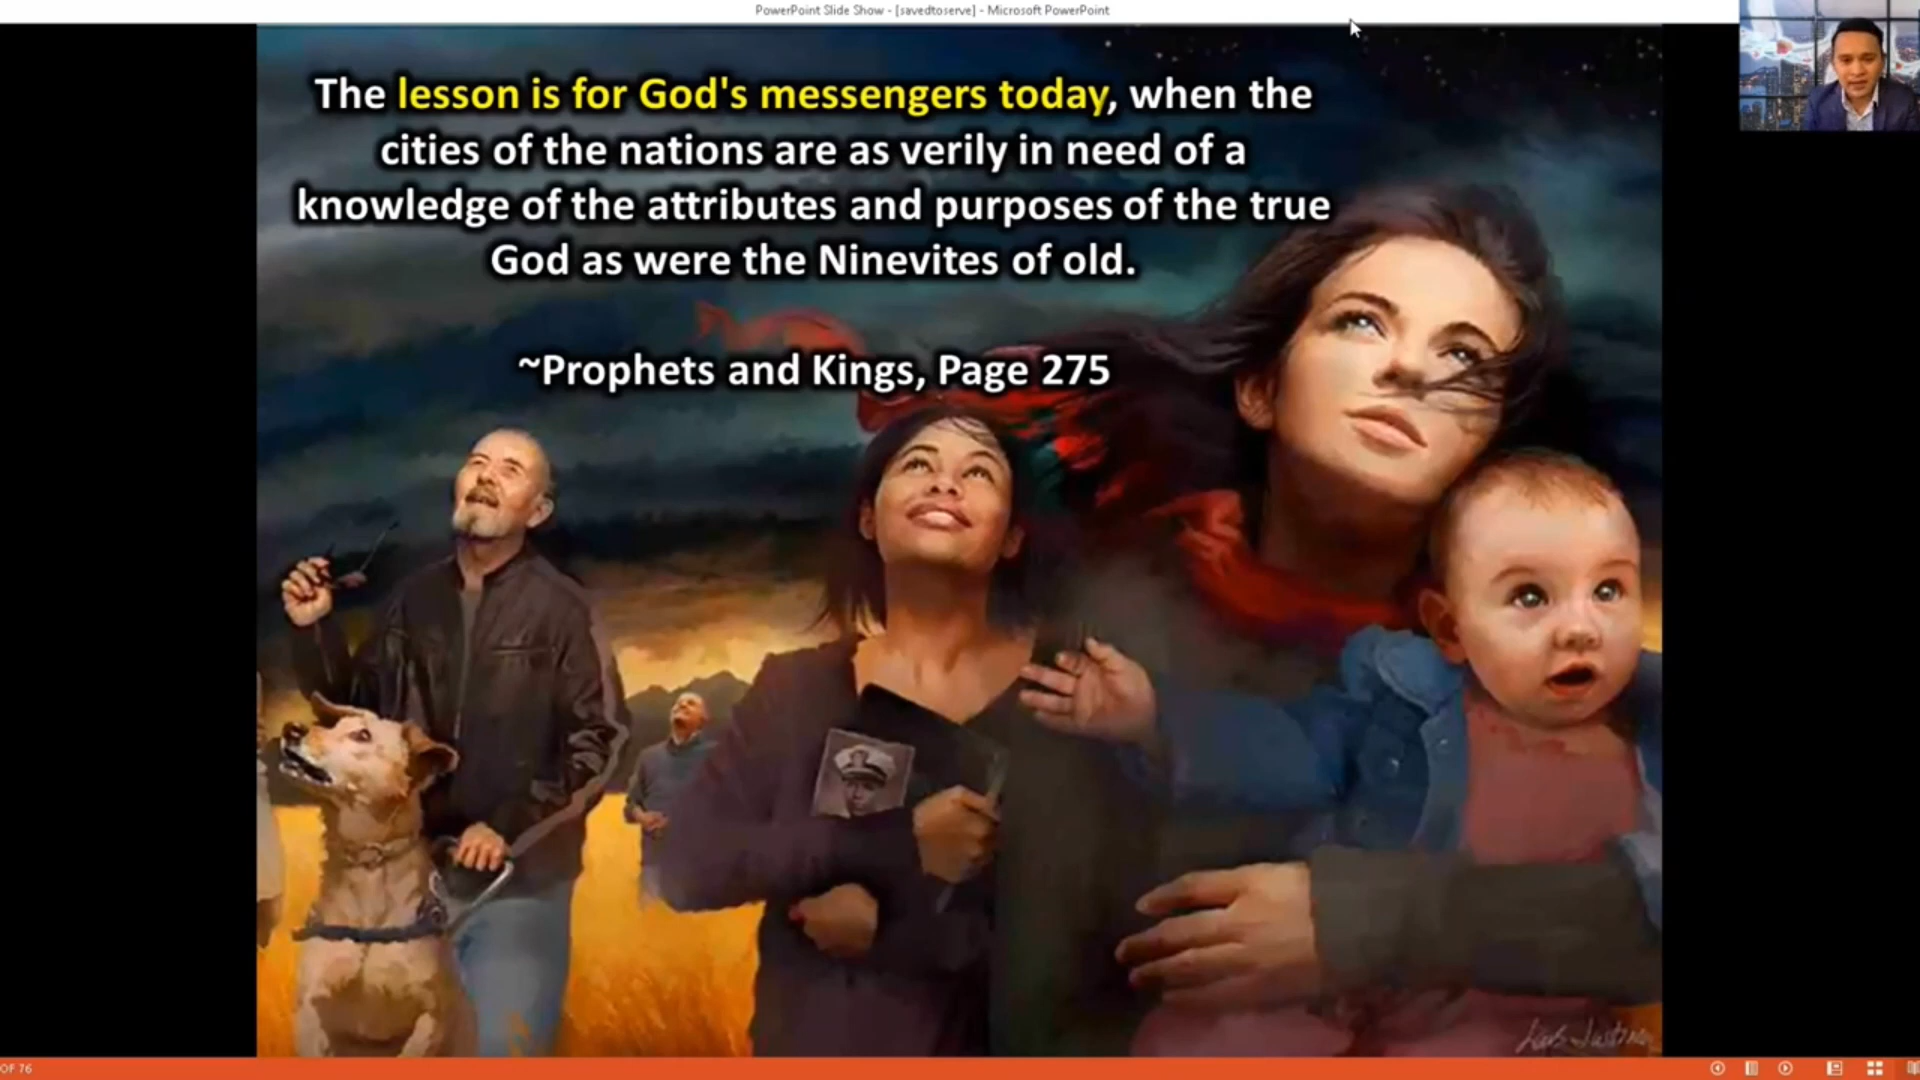 PowerPoint Slide Show - [savedtoserve] - Microsoft PowerPoint
The lesson is for God's messengers today, when the
cities of the nations are as verily in need of a
knowledge of the attributes and purposes of the true
God as were the Ninevites of old.
~Prophets and Kings, Page 275
OF 76